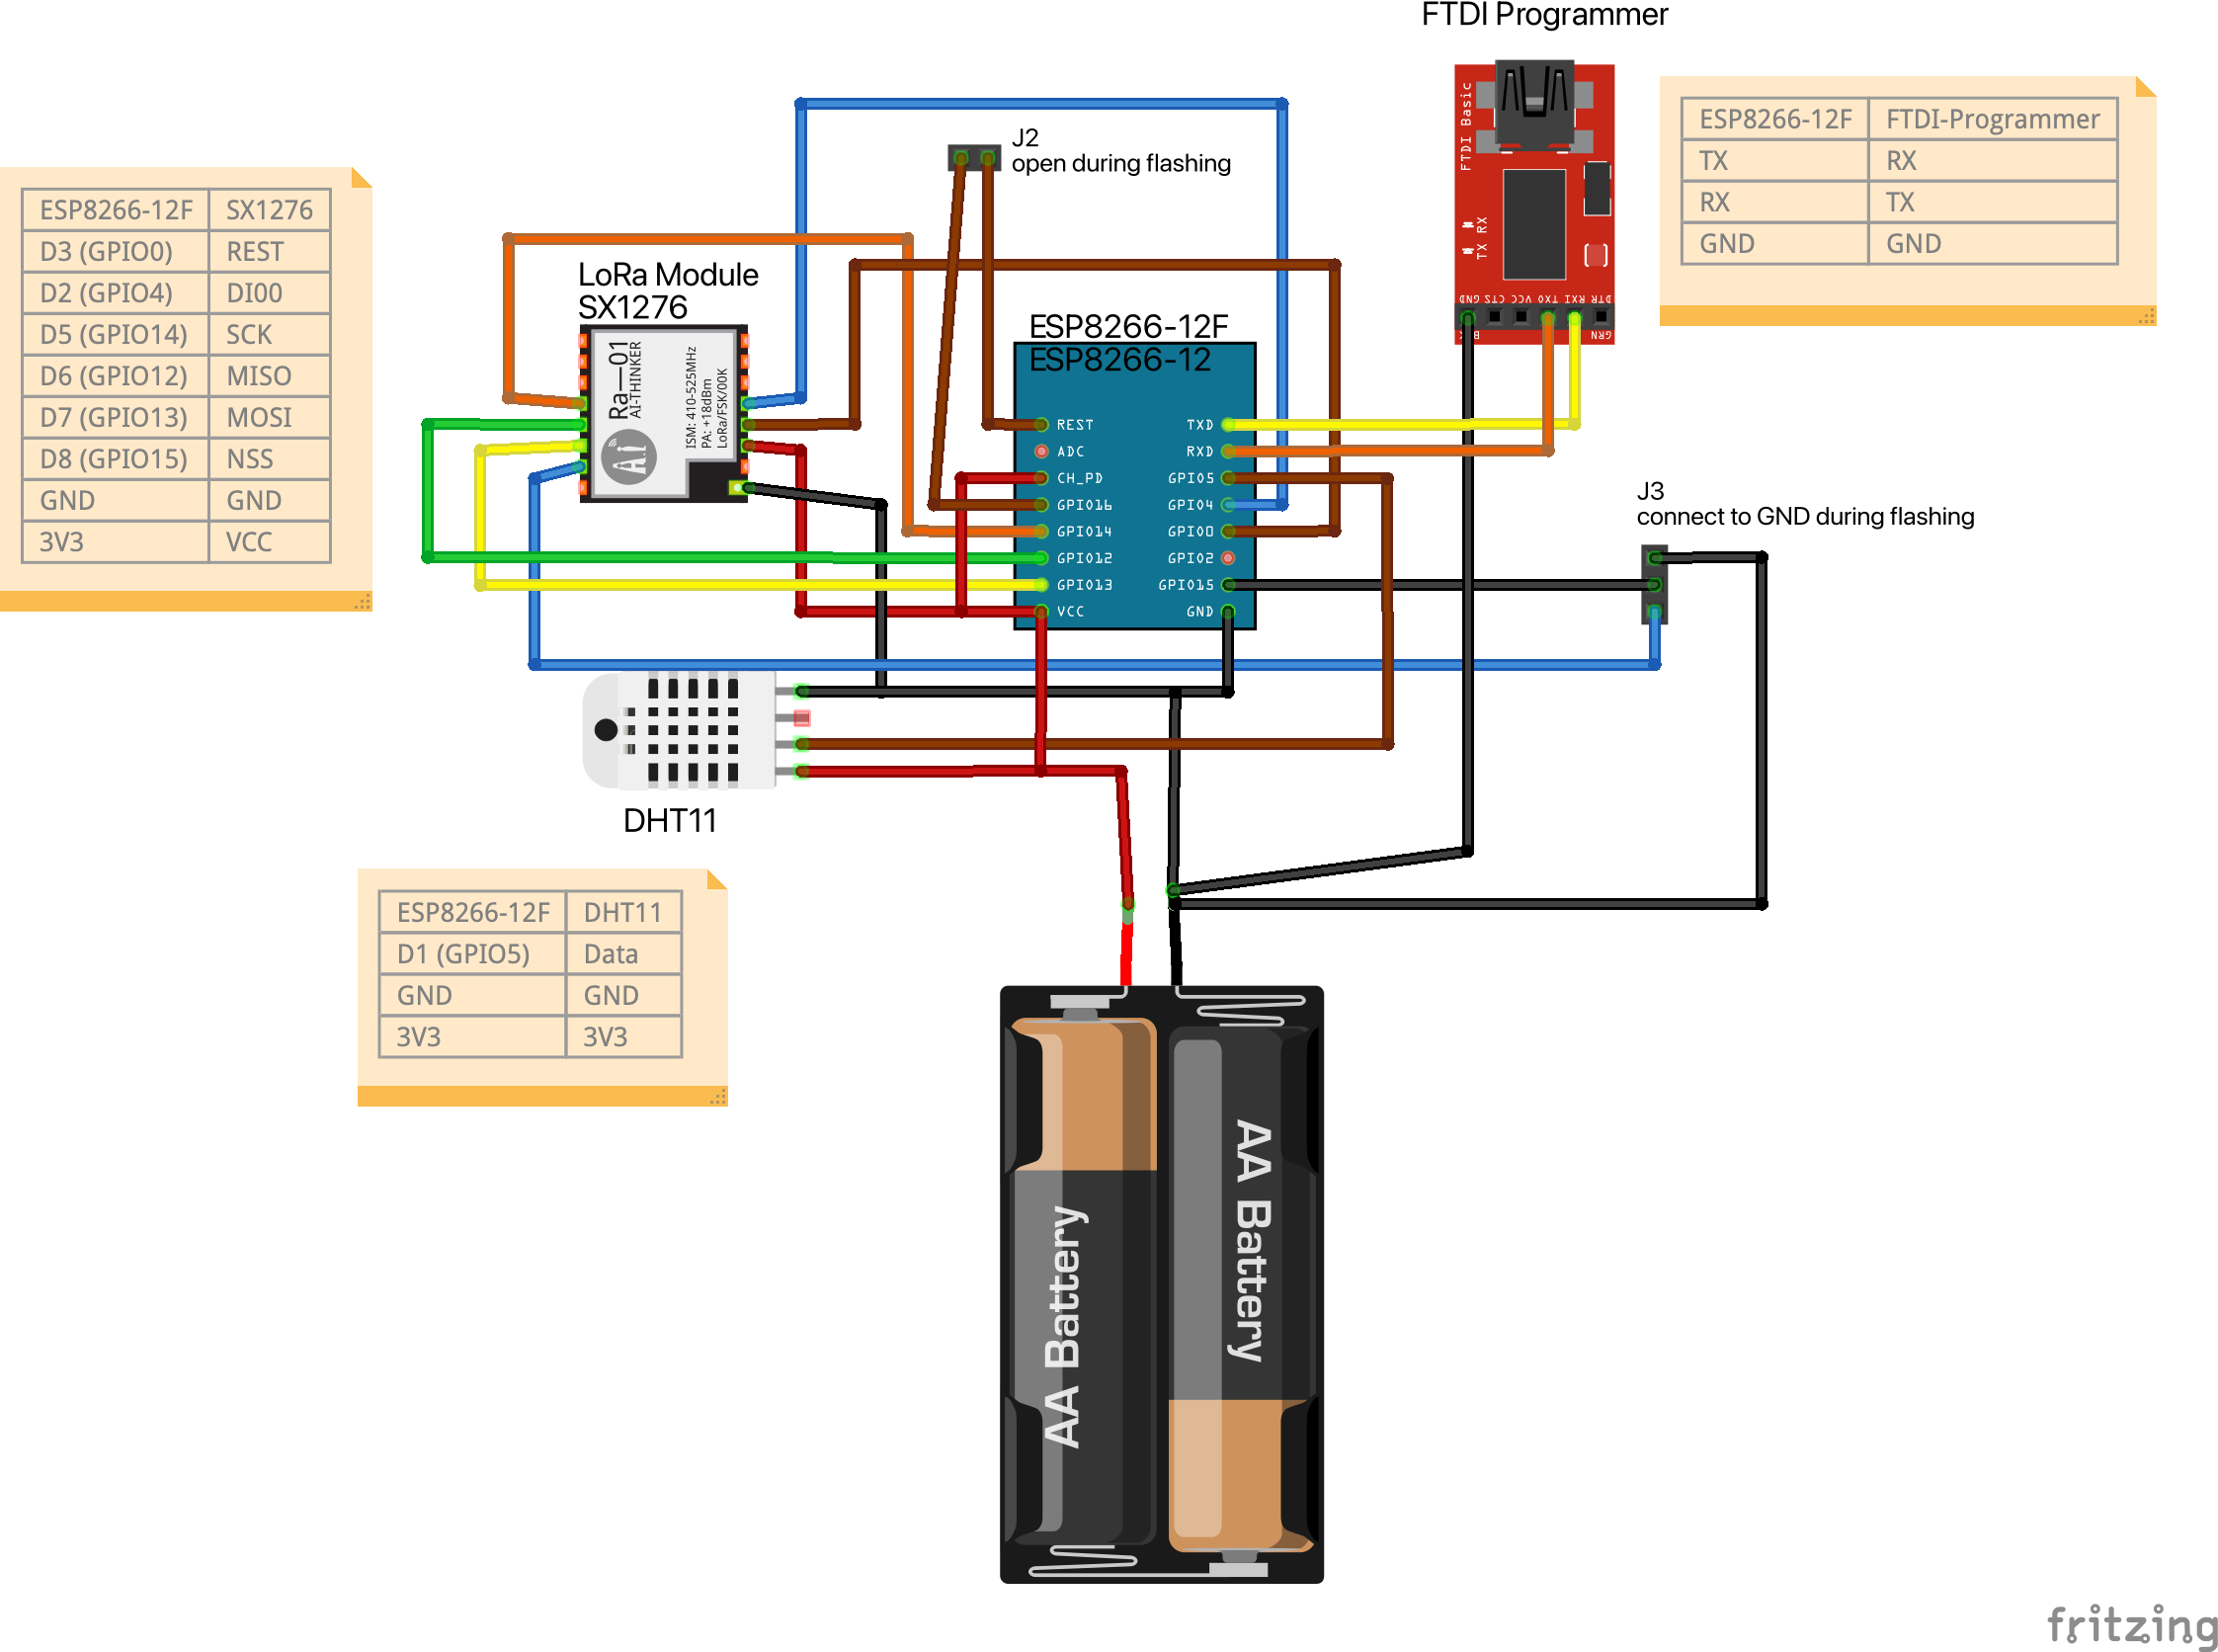 FTDI Programmer
FTDI Basic
TX RX
GND CTS VCC TXO RXI DTR
GRN
ESP8266-12F FTDI-Programmer
TX RX
RX TX
GND GND
J2
open during flashing
ESP8266-12F SX1276
D3 (GPIO0) REST
D2 (GPIO4) DI00
D5 (GPIO14) SCK
D6 (GPIO12) MISO
D7 (GPIO13) MOSI
D8 (GPIO15) NSS
GND GND
3V3 VCC
LoRa Module
SX1276
Ra—01
AI-THINKER
ISM: 410-525MHz
PA: +18dBm
LoRa/FSK/OOK
ESP8266-12F
ESP8266-12
REST TXD
ADC RXD
CH_PD GPIO5
GPIO16 GPIO4
GPIO14 GPIO0
GPIO12 GPIO2
GPIO13 GPIO15
VCC GND
J3
connect to GND during flashing
DHT11
ESP8266-12F DHT11
D1 (GPIO5) Data
GND GND
3V3 3V3
AA Battery
AA Battery
fritzing